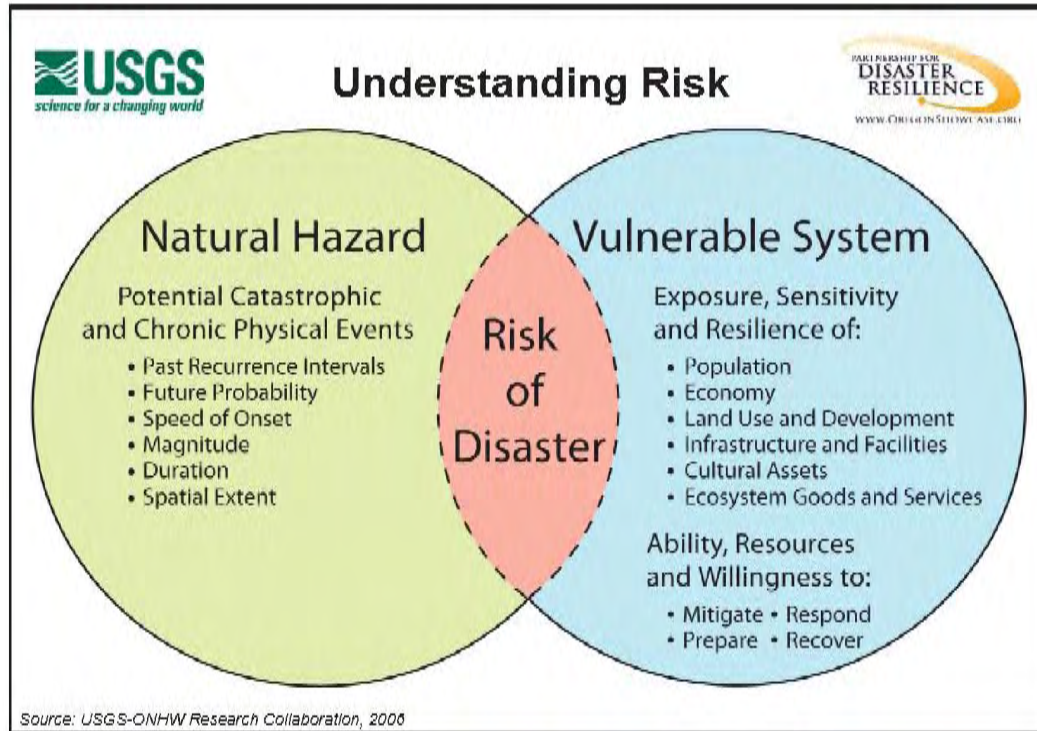 USGS
science for a changing world
Understanding Risk
PARTNERSHIP FOR
DISASTER
RESILIENCE
WWW.OREGONSHOWCASE.ORG
Natural Hazard
Potential Catastrophic
and Chronic Physical Events
• Past Recurrence Intervals
• Future Probability
• Speed of Onset
• Magnitude
• Duration
• Spatial Extent
Risk
of
Disaster
Vulnerable System
Exposure, Sensitivity
and Resilience of:
• Population
• Economy
• Land Use and Development
• Infrastructure and Facilities
• Cultural Assets
• Ecosystem Goods and Services
Ability, Resources
and Willingness to:
• Mitigate • Respond
• Prepare • Recover
Source: USGS-ONHW Research Collaboration, 2006